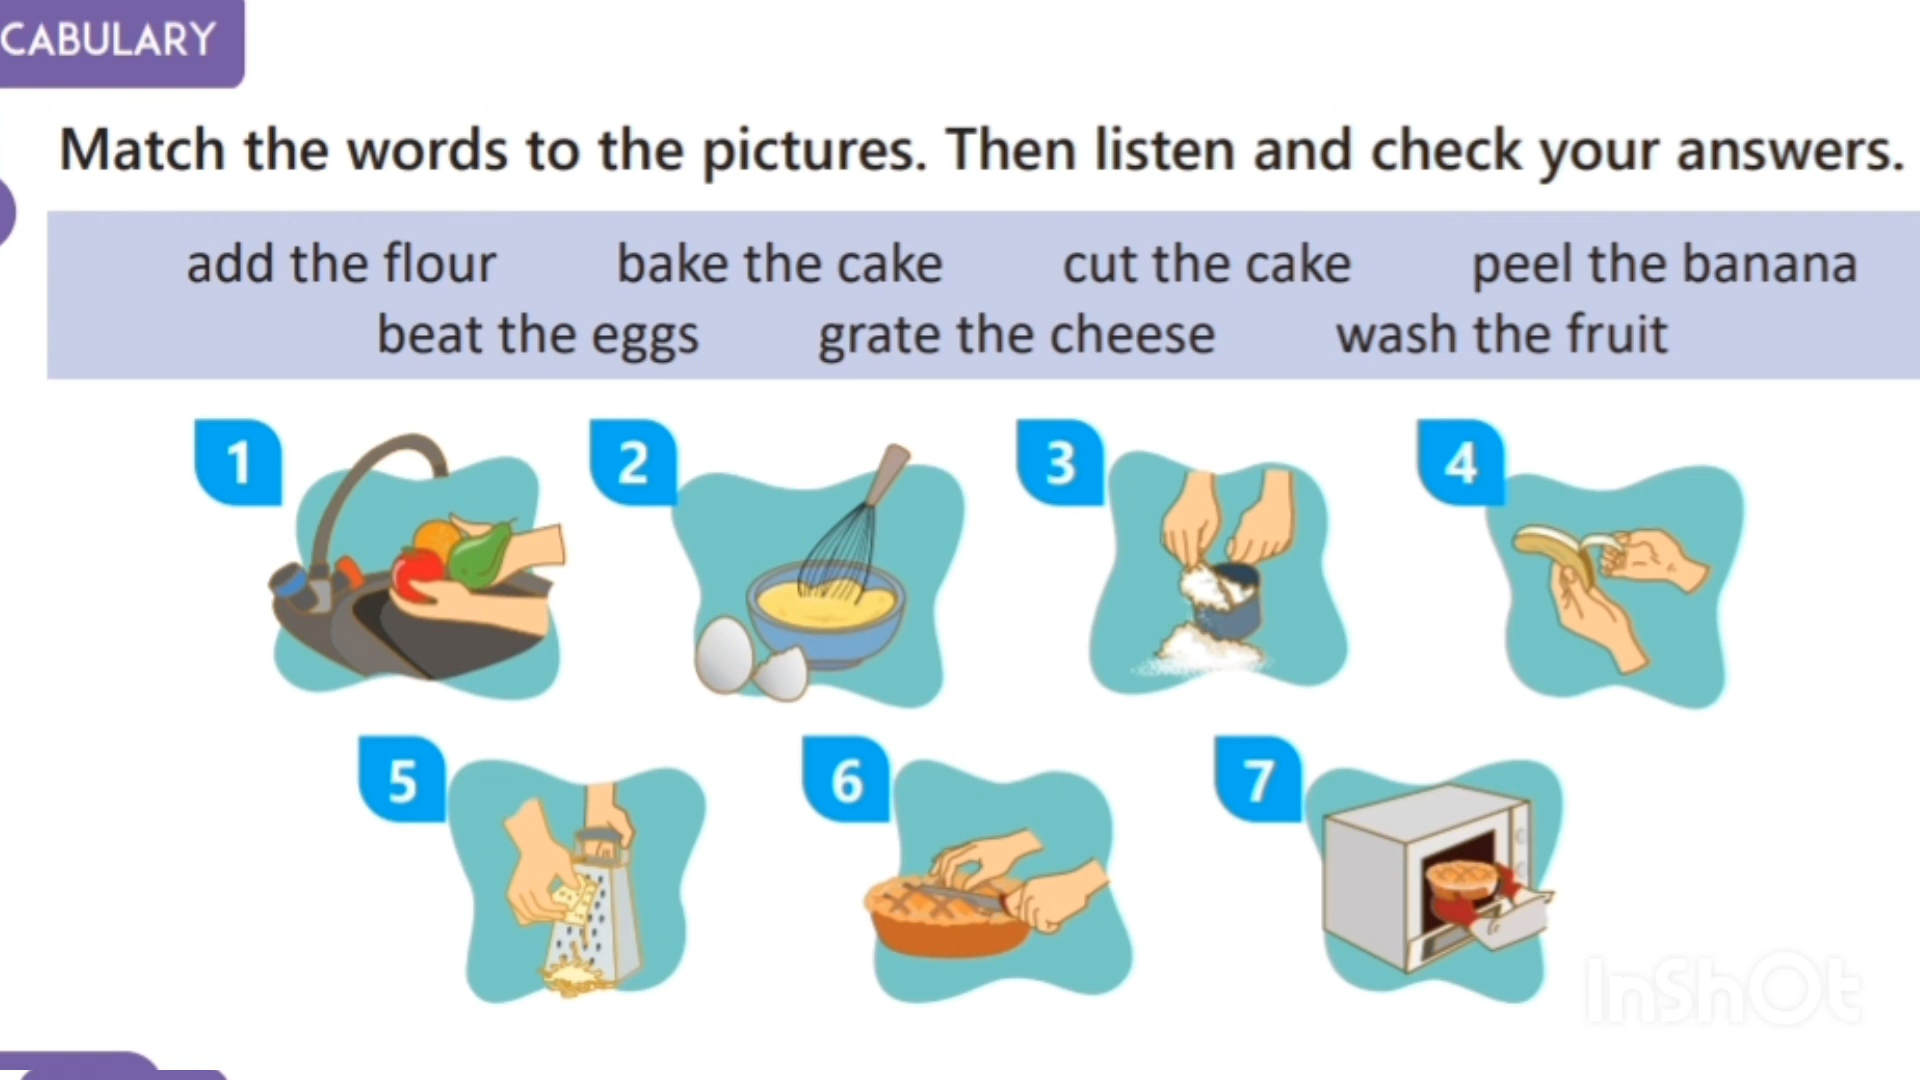 CABULARY
Match the words to the pictures. Then listen and check your answers.
add the flour bake the cake cut the cake peel the banana
beat the eggs grate the cheese wash the fruit
1 2 3 4
5 6 7
InShOt